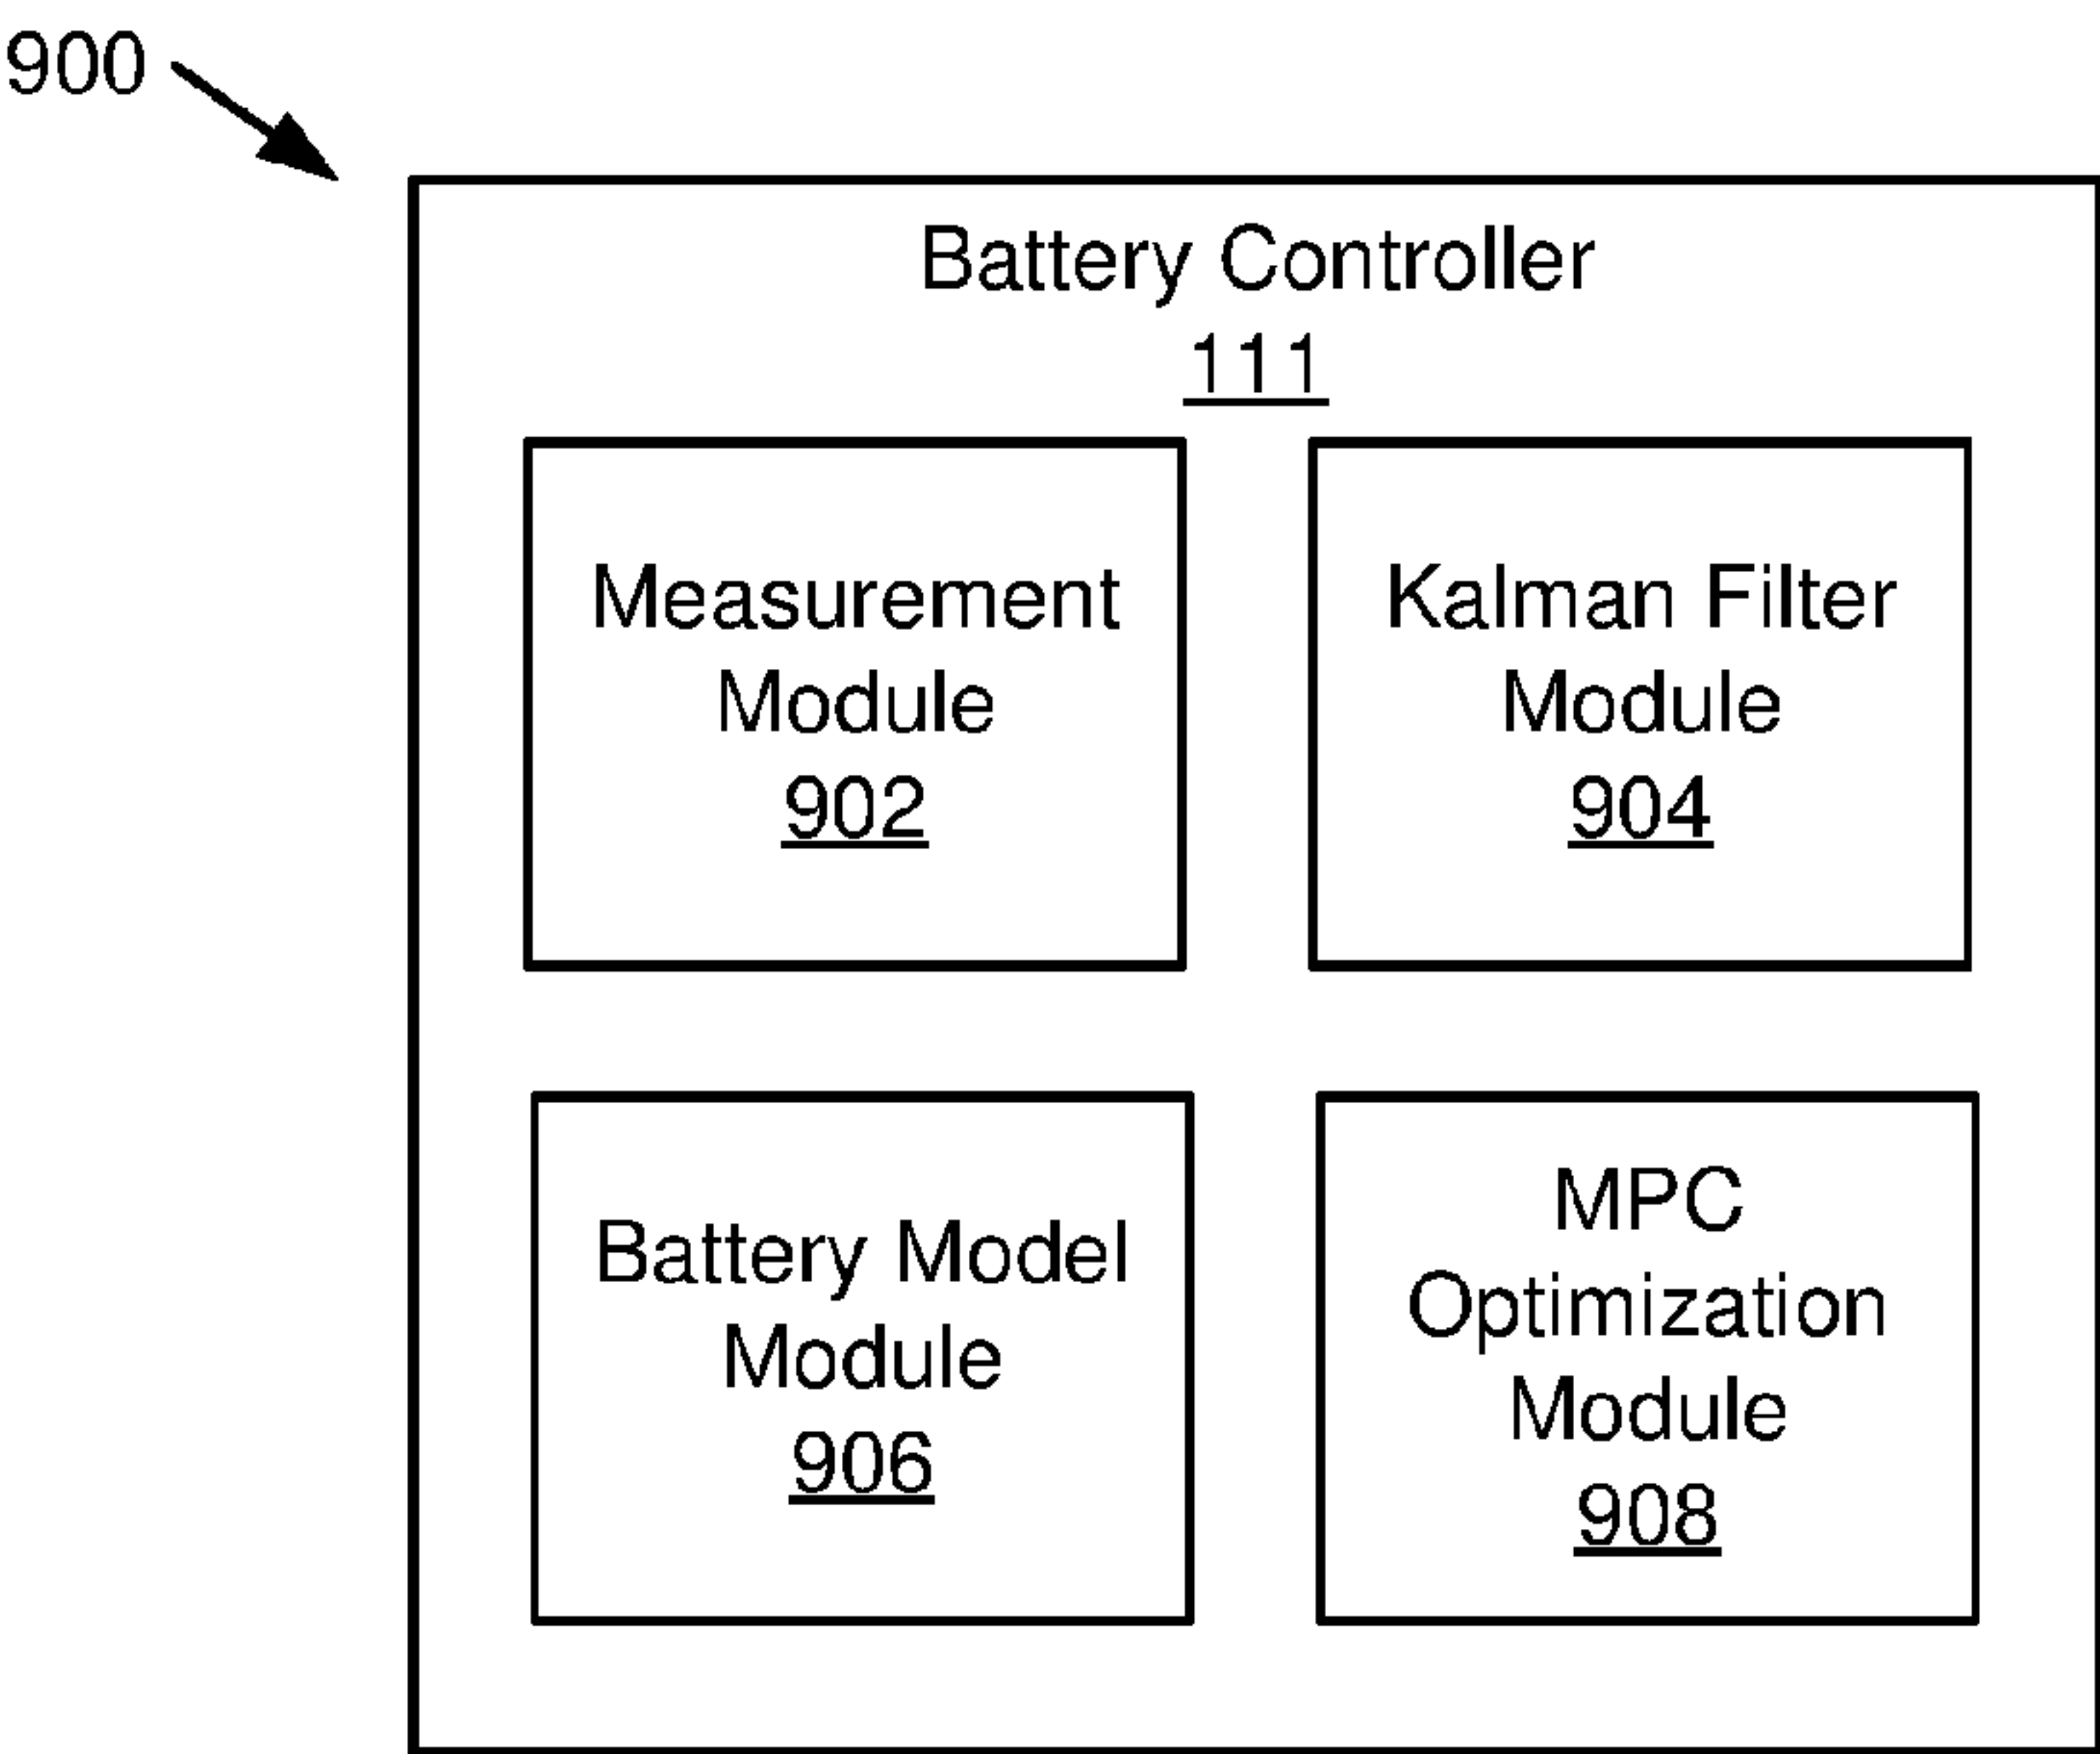 900
Battery Controller
111
Measurement
Module
902
Kalman Filter
Module
904
Battery Model
Module
906
MPC
Optimization
Module
908